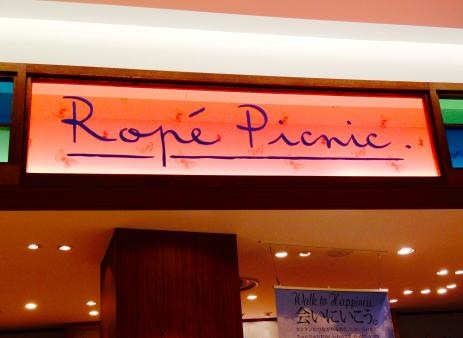 Ropé Picnic.
Walk to Happiness.
会いにいこう。